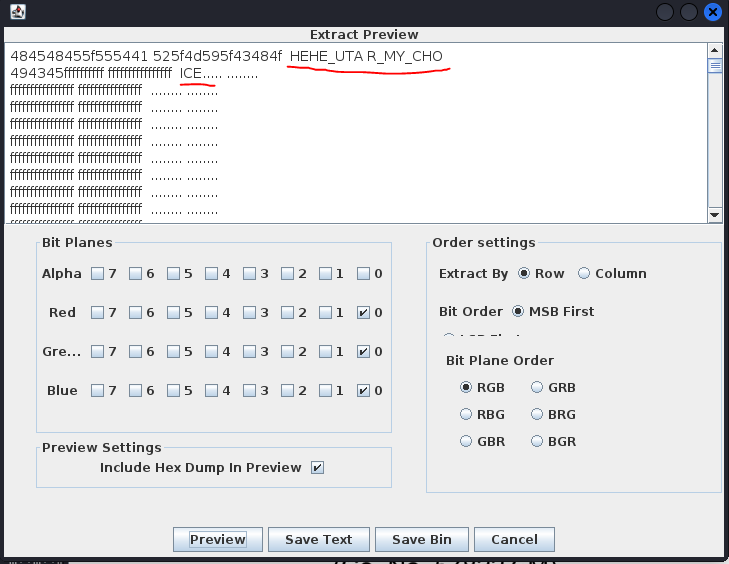 Extract Preview
484548455f555441 525f4d595f43484f HEHE_UTA R_MY_CHO
494345ffffffffff ffffffffffffffff ICE..... ........
ffffffffffffffff ffffffffffffffff ........ ........
ffffffffffffffff ffffffffffffffff ........ ........
ffffffffffffffff ffffffffffffffff ........ ........
ffffffffffffffff ffffffffffffffff ........ ........
ffffffffffffffff ffffffffffffffff ........ ........
ffffffffffffffff ffffffffffffffff ........ ........
ffffffffffffffff ffffffffffffffff ........ ........
ffffffffffffffff ffffffffffffffff ........ ........
Bit Planes
Alpha 7 6 5 4 3 2 1 0
Red 7 6 5 4 3 2 1 0
Gre... 7 6 5 4 3 2 1 0
Blue 7 6 5 4 3 2 1 0
Preview Settings
Include Hex Dump In Preview
Order settings
Extract By Row Column
Bit Order MSB First
Bit Plane Order
RGB GRB
RBG BRG
GBR BGR
Preview Save Text Save Bin Cancel